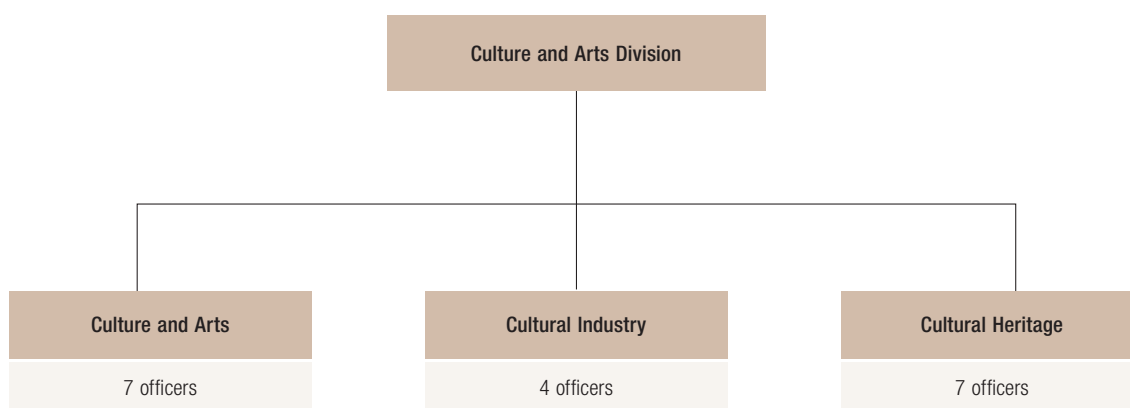 Culture and Arts Division
Culture and Arts
Cultural Industry
Cultural Heritage
7 officers
4 officers
7 officers